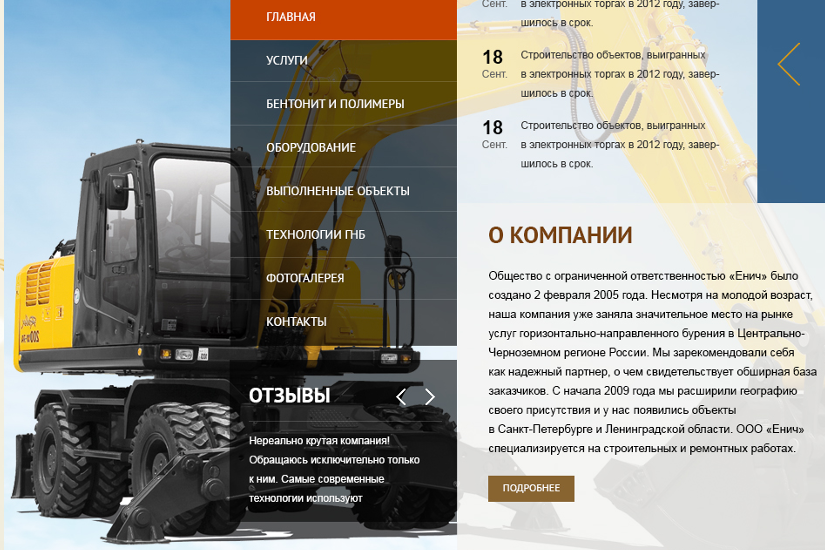 ГЛАВНАЯ
УСЛУГИ
БЕНТОНИТ И ПОЛИМЕРЫ
ОБОРУДОВАНИЕ
ВЫПОЛНЕННЫЕ ОБЪЕКТЫ
ТЕХНОЛОГИИ ГНБ
ФОТОГАЛЕРЕЯ
КОНТАКТЫ
ОТЗЫВЫ
Нереально крутая компания!
Обращаюсь исключительно только
к ним. Самые современные
технологии используют
Сент.
в электронных торгах в 2012 году, завер-
шилось в срок.
18 Строительство объектов, выигранных
Сент. в электронных торгах в 2012 году, завер-
шилось в срок.
18 Строительство объектов, выигранных
Сент. в электронных торгах в 2012 году, завер-
шилось в срок.
О КОМПАНИИ
Общество с ограниченной ответственностью «Енич» было
создано 2 февраля 2005 года. Несмотря на молодой возраст,
наша компания уже заняла значительное место на рынке
услуг горизонтально-направленного бурения в Центрально-
Черноземном регионе России. Мы зарекомендовали себя
как надежный партнер, о чем свидетельствует обширная база
заказчиков. С начала 2009 года мы расширили географию
своего присутствия и у нас появились объекты
в Санкт-Петербурге и Ленинградской области. ООО «Енич»
специализируется на строительных и ремонтных работах.
ПОДРОБНЕЕ